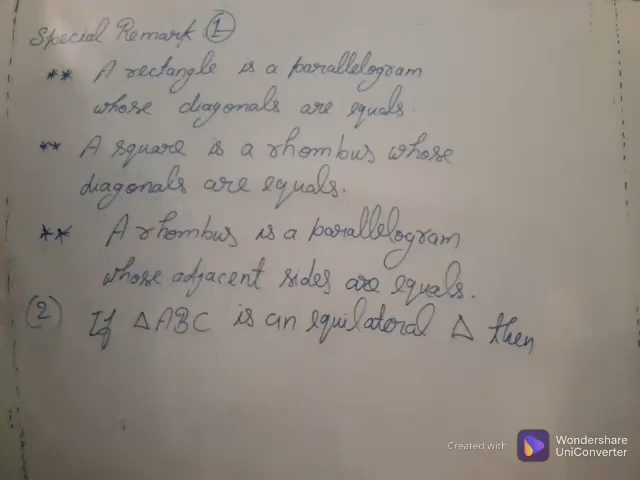 Special Remark: (1)
** A rectangle is a parallelogram
whose diagonals are equals.
** A square is a rhombus whose
diagonals are equals.
** A rhombus is a parallelogram
whose adjacent sides are equals.
(2) If △ABC is an equilateral △ then
Created with Wondershare
UniConverter